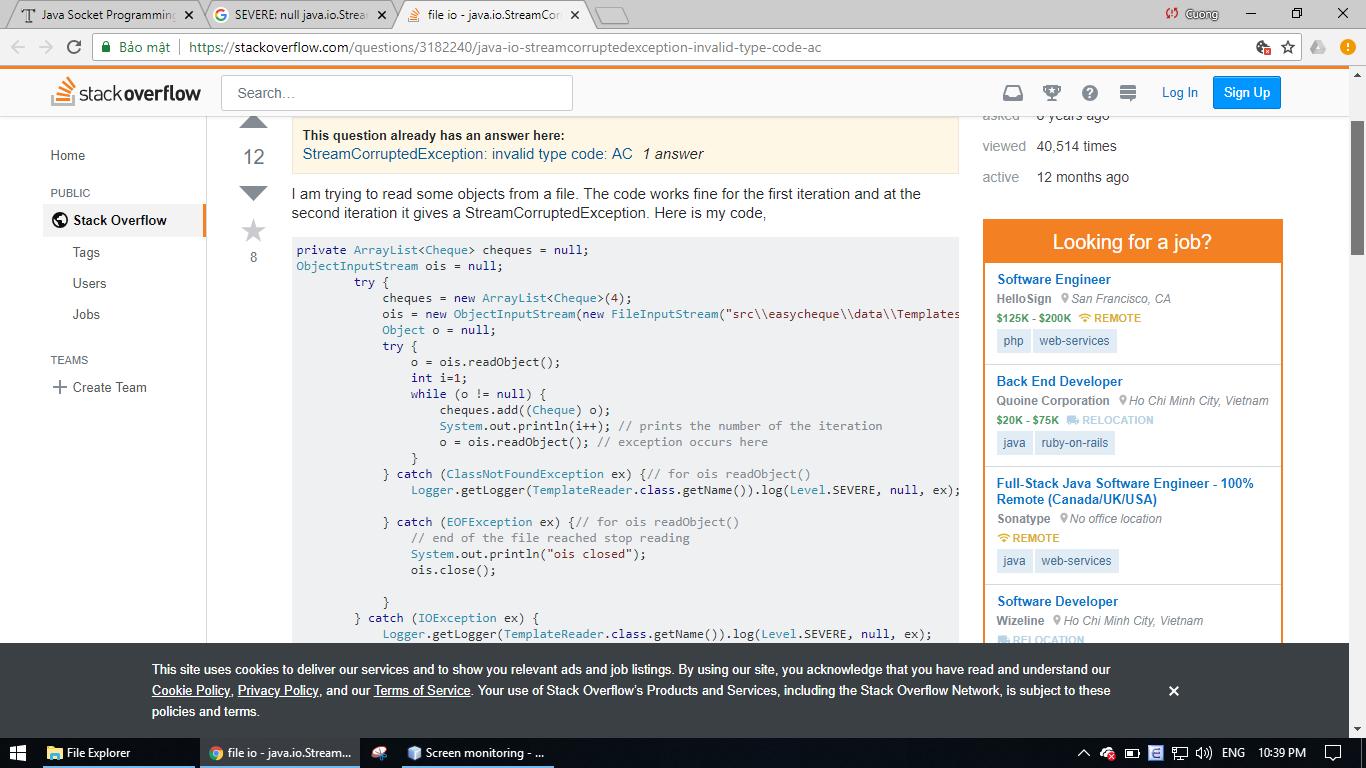 Java Socket Programming
SEVERE: null java.io.Strea
file io - java.io.StreamCor
Cuong
Bảo mật
https://stackoverflow.com/questions/3182240/java-io-streamcorruptedexception-invalid-type-code-ac
stackoverflow
Search…
Log In
Sign Up
Home
PUBLIC
Stack Overflow
Tags
Users
Jobs
TEAMS
Create Team
12
8
This question already has an answer here:
StreamCorruptedException: invalid type code: AC 1 answer
I am trying to read some objects from a file. The code works fine for the first iteration and at the
second iteration it gives a StreamCorruptedException. Here is my code,
private ArrayList<Cheque> cheques = null;
ObjectInputStream ois = null;
        try {
            cheques = new ArrayList<Cheque>(4);
            ois = new ObjectInputStream(new FileInputStream("src\\easycheque\\data\\Templates
            Object o = null;
            try {
                o = ois.readObject();
                int i=1;
                while (o != null) {
                    cheques.add((Cheque) o);
                    System.out.println(i++); // prints the number of the iteration
                    o = ois.readObject(); // exception occurs here
                }
            } catch (ClassNotFoundException ex) {// for ois readObject()
                Logger.getLogger(TemplateReader.class.getName()).log(Level.SEVERE, null, ex);
            } catch (EOFException ex) {// for ois readObject()
                // end of the file reached stop reading
                System.out.println("ois closed");
                ois.close();
            }
        } catch (IOException ex) {
            Logger.getLogger(TemplateReader.class.getName()).log(Level.SEVERE, null, ex);
asked 8 years ago
viewed 40,514 times
active 12 months ago
Looking for a job?
Software Engineer
HelloSign San Francisco, CA
$125K - $200K REMOTE
php web-services
Back End Developer
Quoine Corporation Ho Chi Minh City, Vietnam
$20K - $75K RELOCATION
java ruby-on-rails
Full-Stack Java Software Engineer - 100%
Remote (Canada/UK/USA)
Sonatype No office location
REMOTE
java web-services
Software Developer
Wizeline Ho Chi Minh City, Vietnam
RELOCATION
This site uses cookies to deliver our services and to show you relevant ads and job listings. By using our site, you acknowledge that you have read and understand our
Cookie Policy, Privacy Policy, and our Terms of Service. Your use of Stack Overflow's Products and Services, including the Stack Overflow Network, is subject to these
policies and terms.
File Explorer
file io - java.io.Stream...
Screen monitoring - ...
ENG
10:39 PM